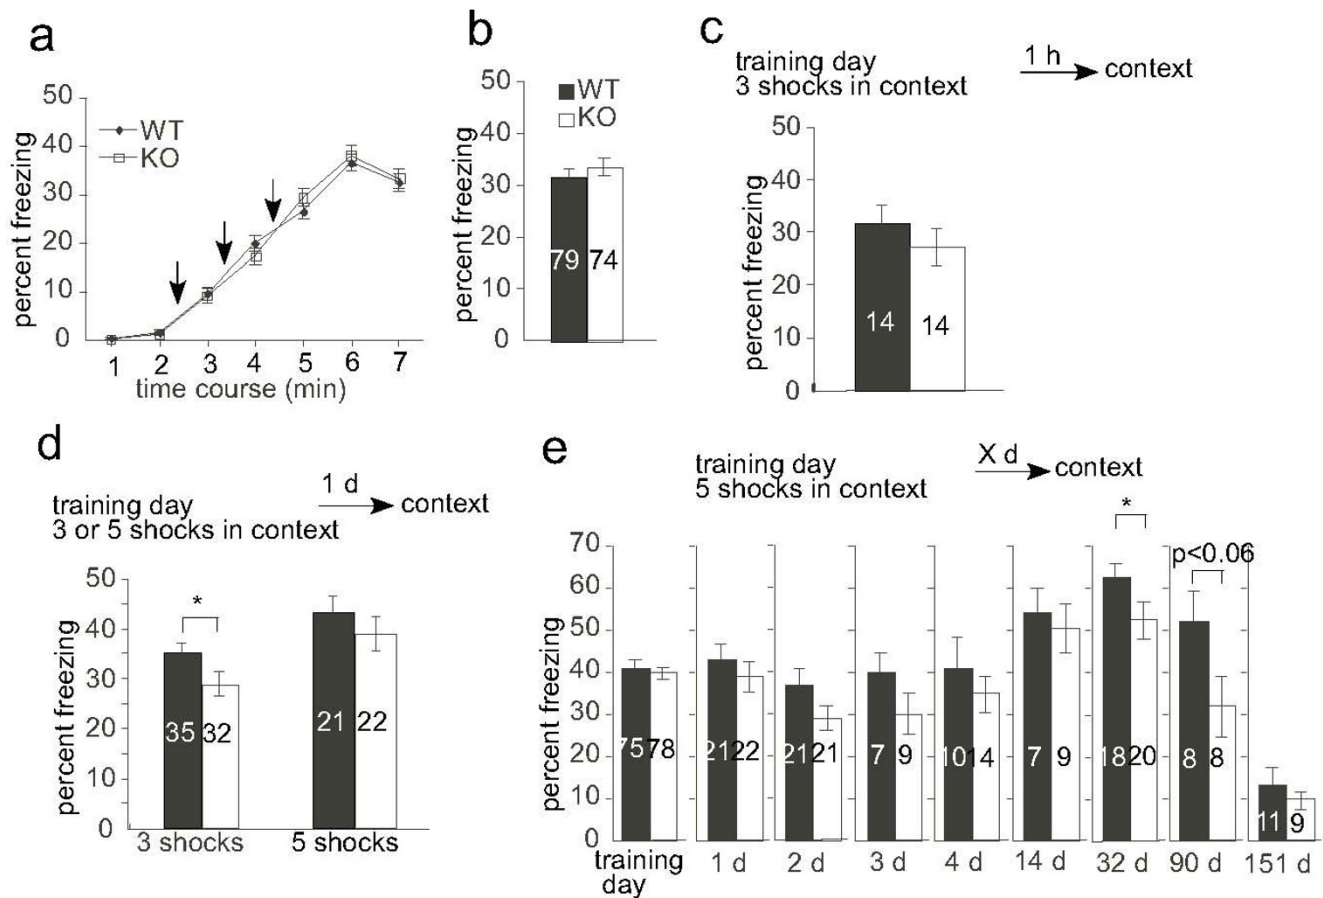 a
50
40
30
20
10
0
percent freezing
WT
KO
1 2 3 4 5 6 7
time course (min)
b
50
40
30
20
10
0
percent freezing
WT
KO
79 74
c
training day
3 shocks in context
1 h
context
50
40
30
20
10
0
percent freezing
14 14
d
training day
3 or 5 shocks in context
1 d
context
50
40
30
20
10
0
percent freezing
*
35 32 21 22
3 shocks 5 shocks
e
training day
5 shocks in context
X d
context
70
60
50
40
30
20
10
0
percent freezing
*
p<0.06
75 78 21 22 21 21 7 9 10 14 7 9 18 20 8 8 11 9
training 1 d 2 d 3 d 4 d 14 d 32 d 90 d 151 d
day